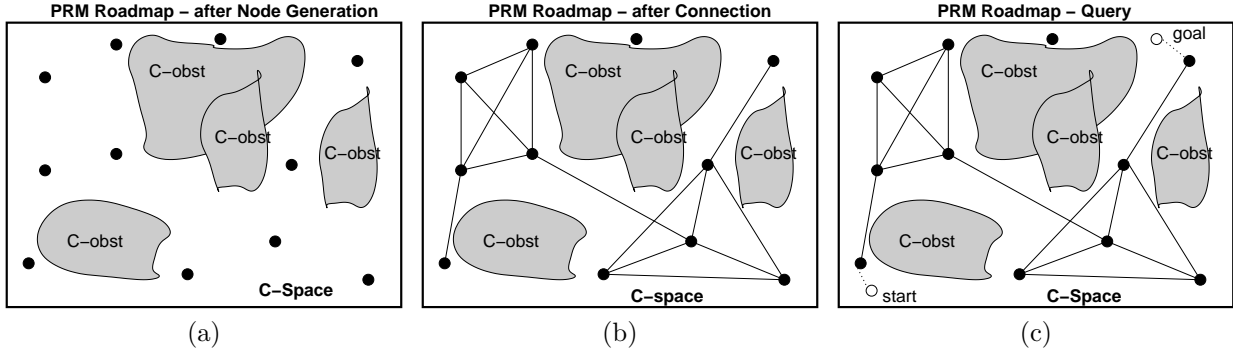 PRM Roadmap – after Node Generation
C–obst
C–obst
C–obst
C–obst
C–Space
(a)
PRM Roadmap – after Connection
C–obst
C–obst
C–obst
C–obst
C–space
(b)
PRM Roadmap – Query
goal
C–obst
C–obst
C–obst
C–obst
start
C–Space
(c)